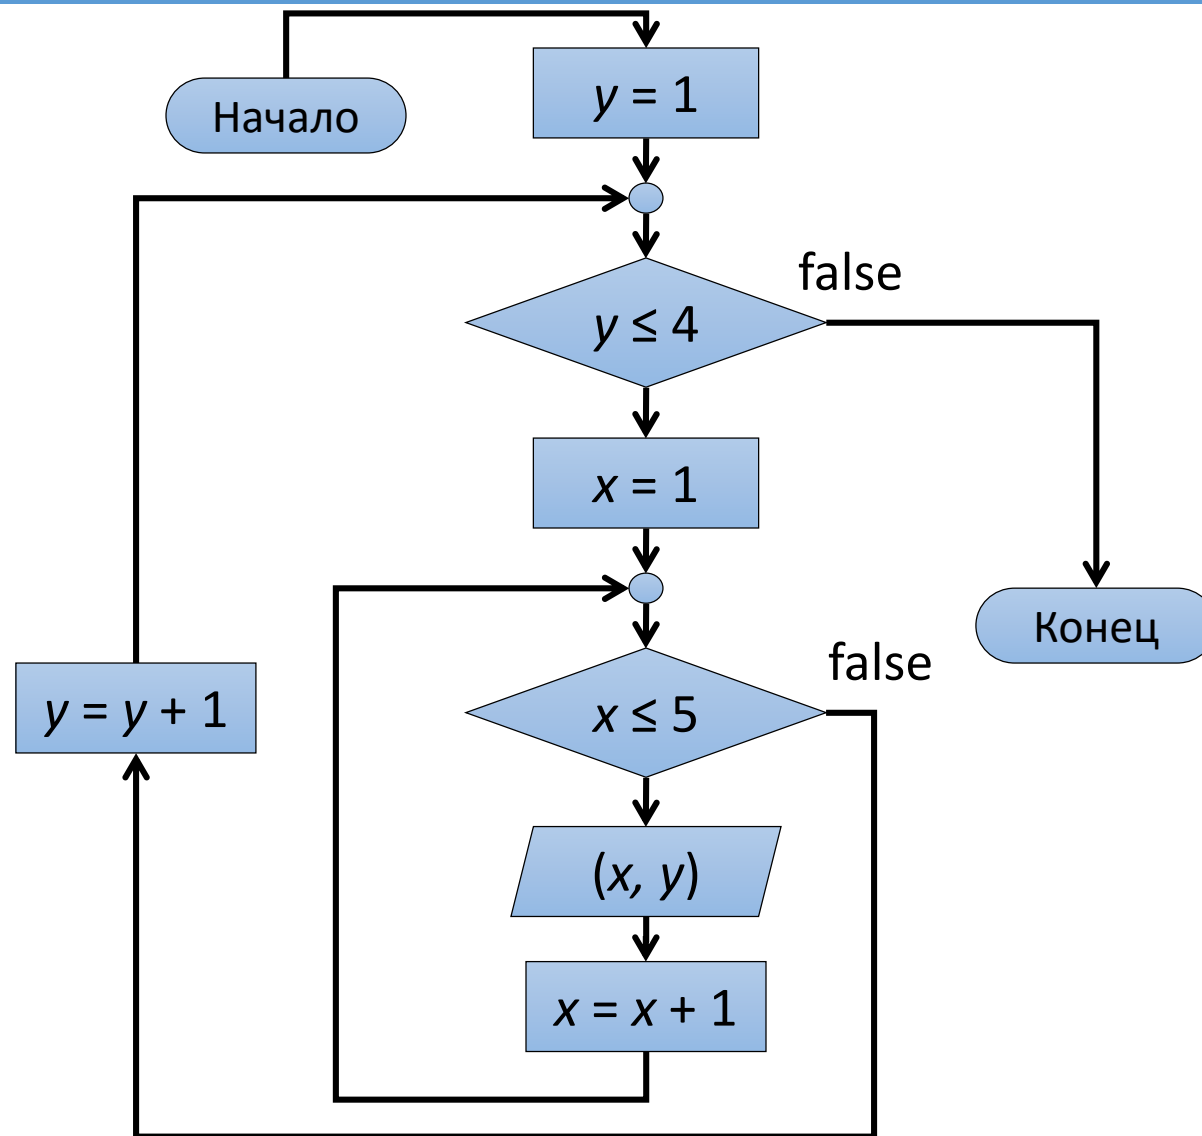 Начало
y = 1
false
y ≤ 4
x = 1
Конец
false
x ≤ 5
y = y + 1
(x, y)
x = x + 1